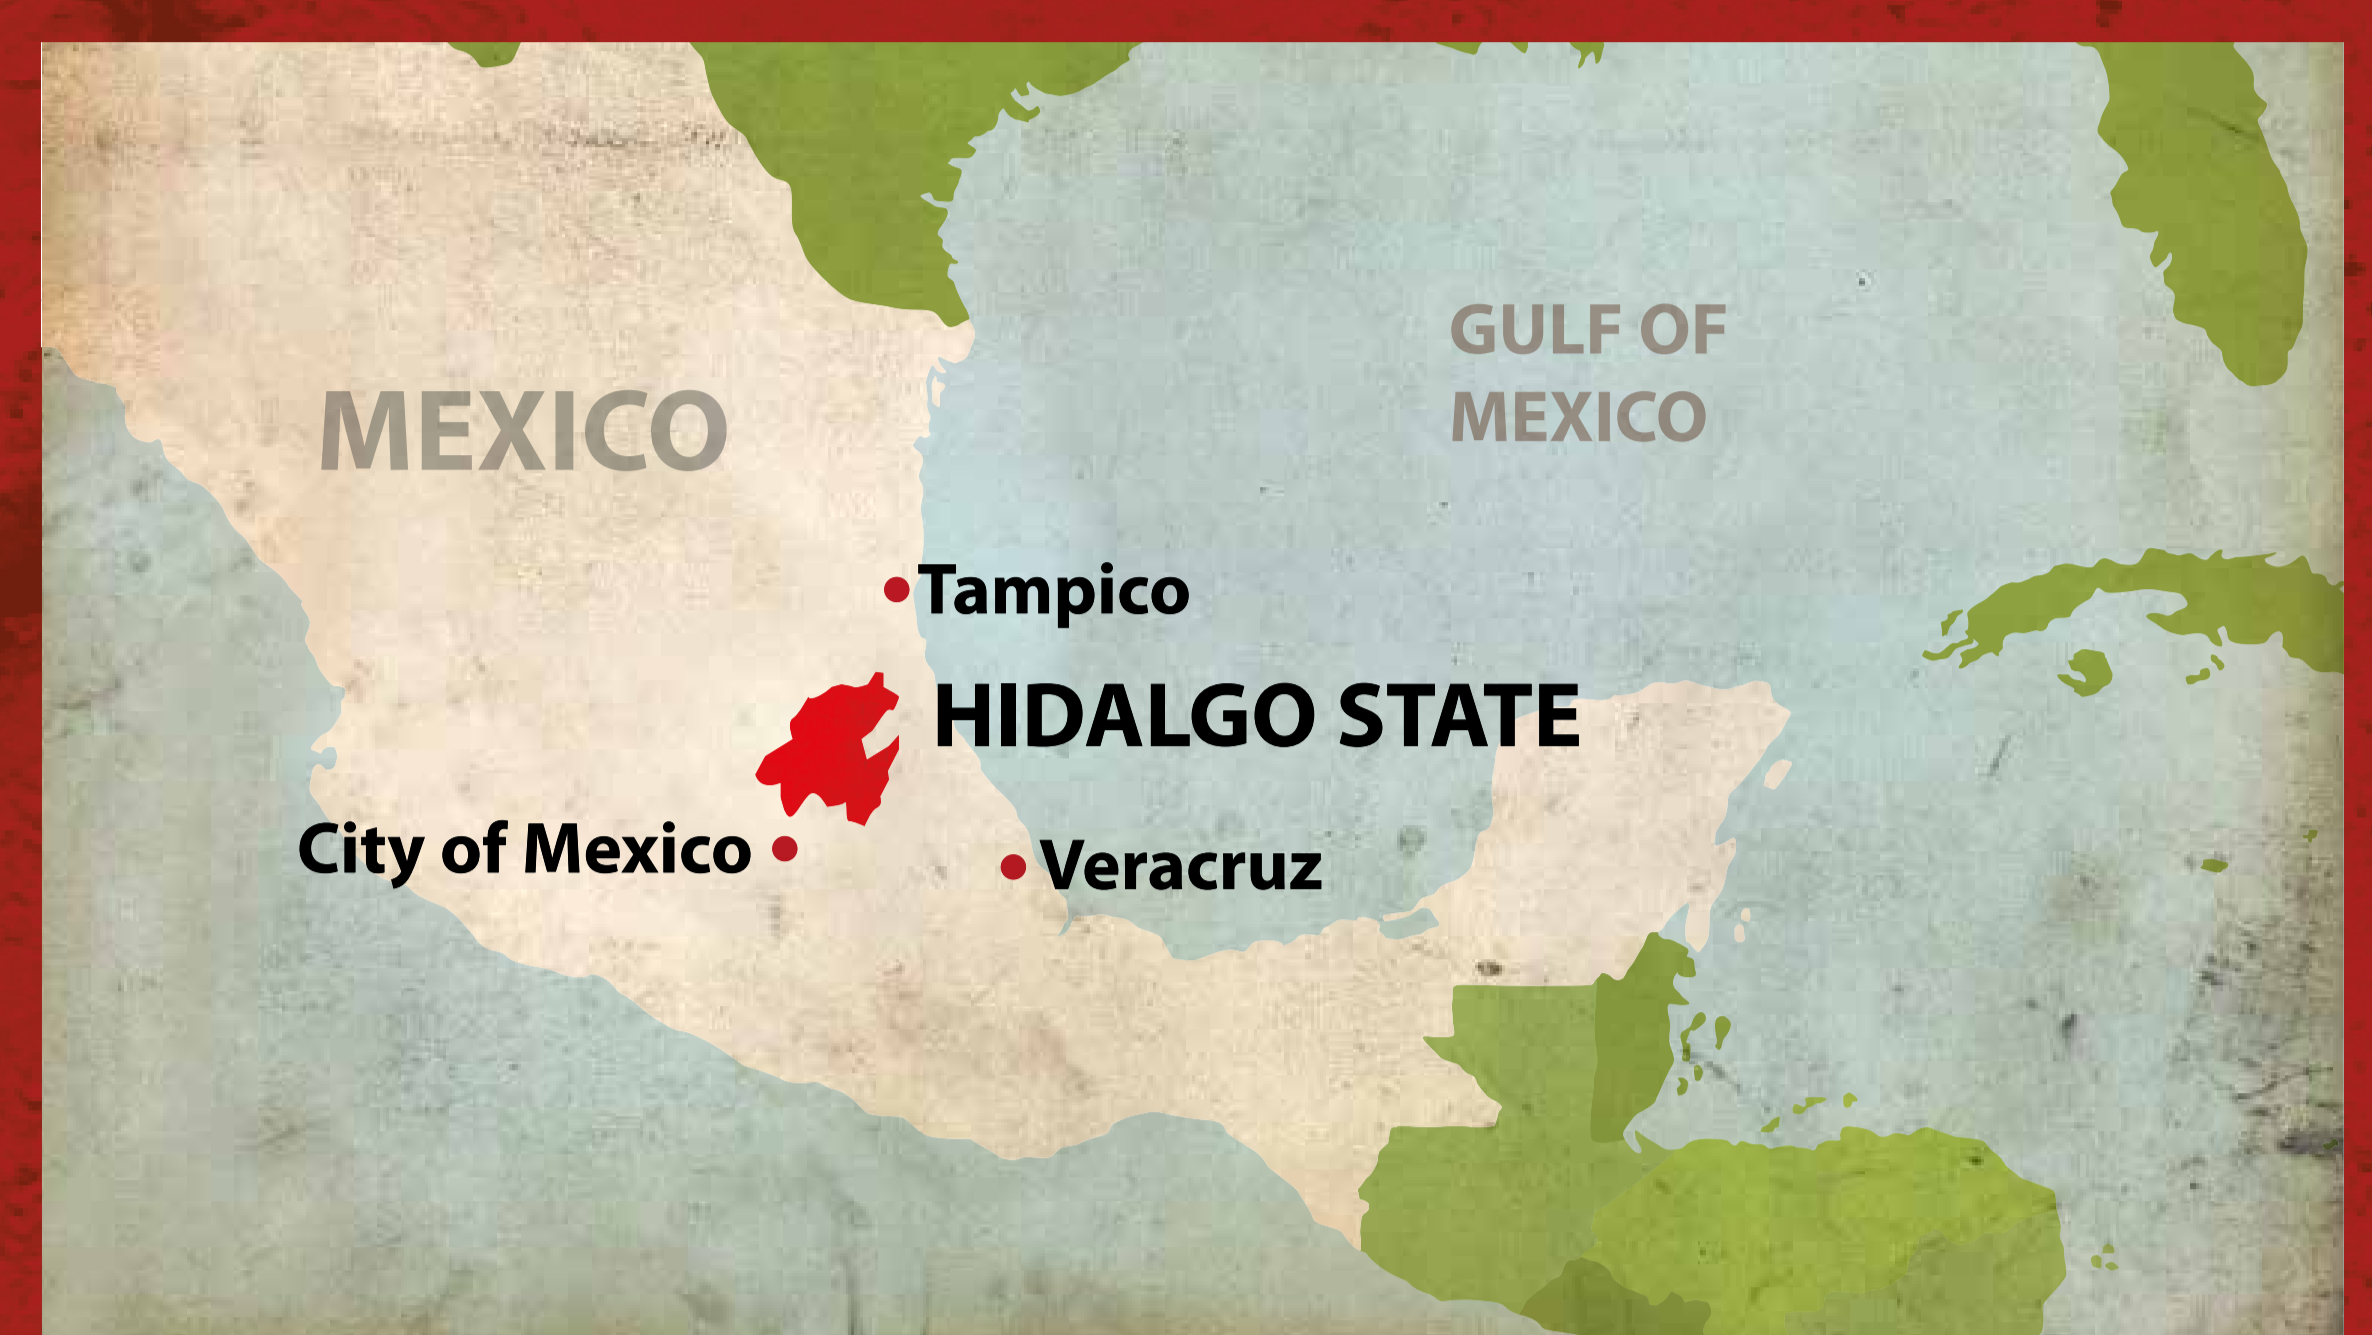 GULF OF
MEXICO
MEXICO
Tampico
HIDALGO STATE
City of Mexico
Veracruz